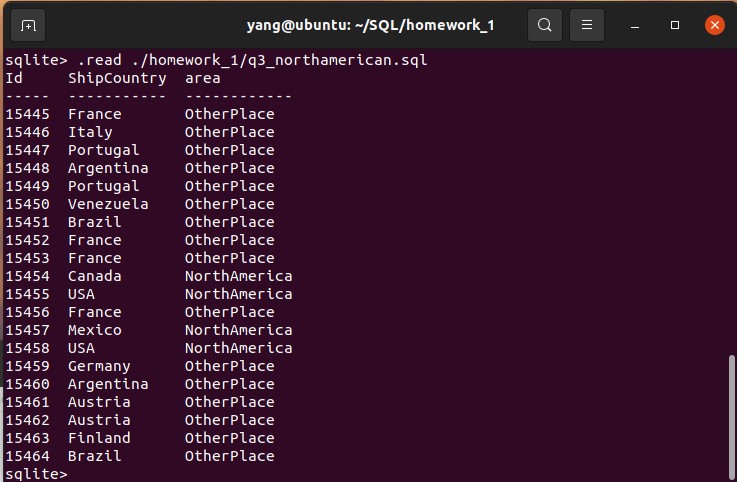 yang@ubuntu: ~/SQL/homework_1
sqlite> .read ./homework_1/q3_northamerican.sql
Id     ShipCountry  area
-----  -----------  ------------
15445  France       OtherPlace
15446  Italy        OtherPlace
15447  Portugal     OtherPlace
15448  Argentina    OtherPlace
15449  Portugal     OtherPlace
15450  Venezuela    OtherPlace
15451  Brazil       OtherPlace
15452  France       OtherPlace
15453  France       OtherPlace
15454  Canada       NorthAmerica
15455  USA          NorthAmerica
15456  France       OtherPlace
15457  Mexico       NorthAmerica
15458  USA          NorthAmerica
15459  Germany      OtherPlace
15460  Argentina    OtherPlace
15461  Austria      OtherPlace
15462  Austria      OtherPlace
15463  Finland      OtherPlace
15464  Brazil       OtherPlace
sqlite>